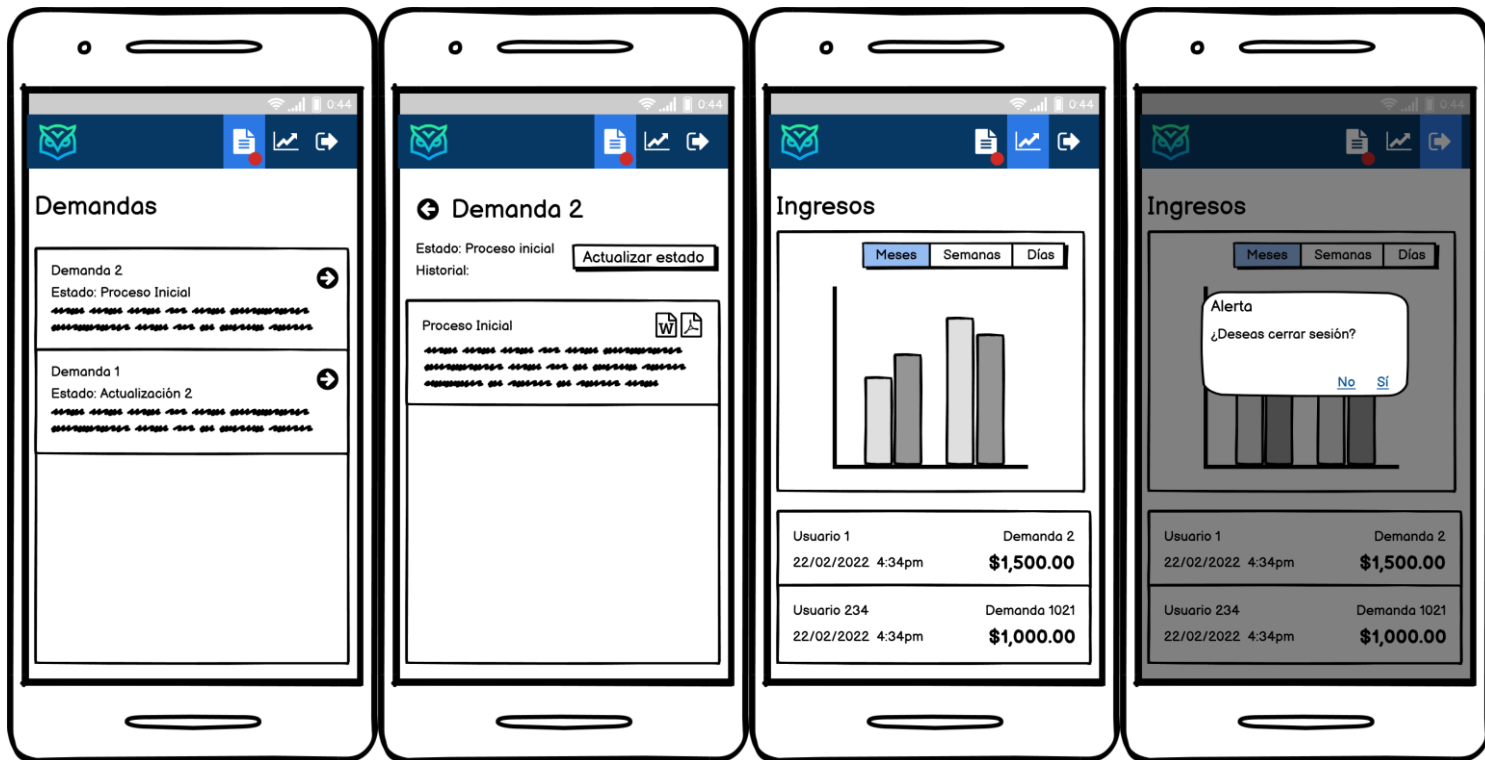 0:44
Demandas
Demanda 2
Estado: Proceso Inicial
Demanda 1
Estado: Actualización 2
0:44
Demanda 2
Estado: Proceso inicial
Actualizar estado
Historial:
Proceso Inicial
W
0:44
Ingresos
Meses Semanas Días
Usuario 1 Demanda 2
22/02/2022 4:34pm $1,500.00
Usuario 234 Demanda 1021
22/02/2022 4:34pm $1,000.00
0:44
Ingresos
Meses Semanas Días
Alerta
¿Deseas cerrar sesión?
No Sí
Usuario 1 Demanda 2
22/02/2022 4:34pm $1,500.00
Usuario 234 Demanda 1021
22/02/2022 4:34pm $1,000.00